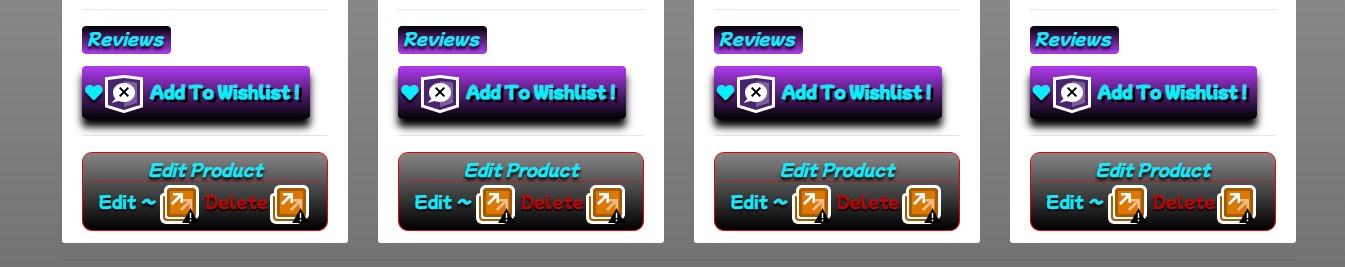 Reviews Reviews Reviews Reviews
Add To Wishlist ! Add To Wishlist ! Add To Wishlist ! Add To Wishlist !
Edit Product Edit Product Edit Product Edit Product
Edit ~ Delete Edit ~ Delete Edit ~ Delete Edit ~ Delete